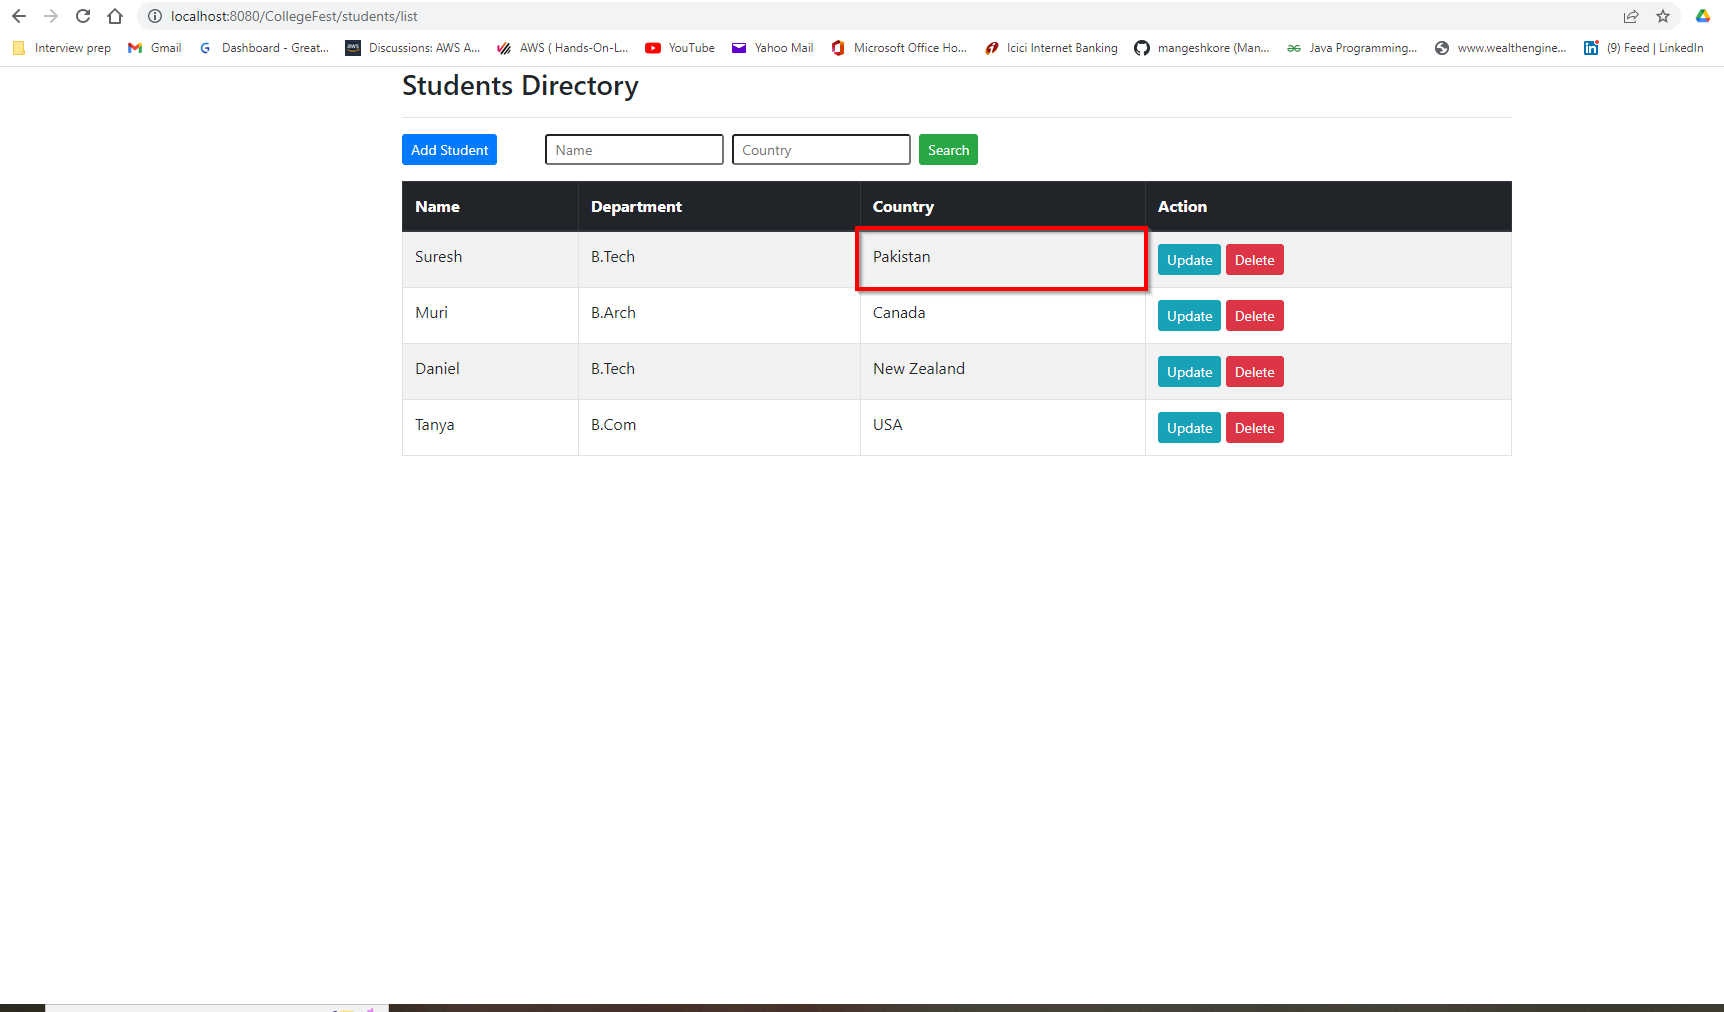 localhost:8080/CollegeFest/students/list
Interview prep Gmail Dashboard - Great... Discussions: AWS A... AWS ( Hands-On-L... YouTube Yahoo Mail Microsoft Office Ho... Icici Internet Banking mangeshkore (Man... Java Programming... www.wealthengine... (9) Feed | LinkedIn
Students Directory
Add Student Name Country Search
Name Department Country Action
Suresh B.Tech Pakistan Update Delete
Muri B.Arch Canada Update Delete
Daniel B.Tech New Zealand Update Delete
Tanya B.Com USA Update Delete